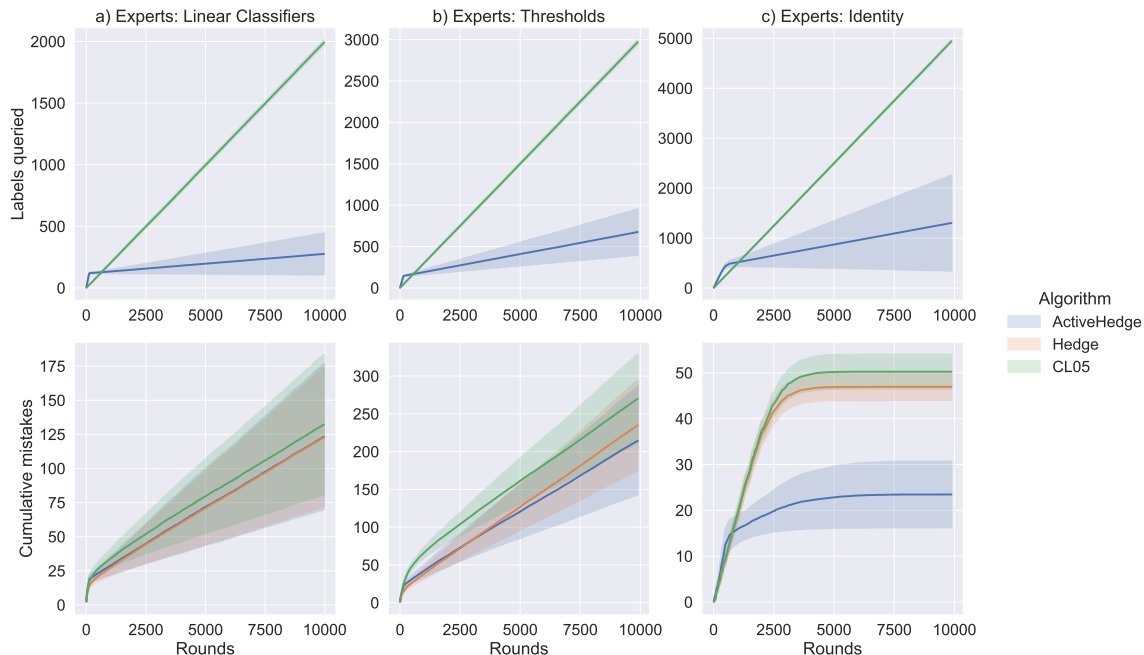 a) Experts: Linear Classifiers
b) Experts: Thresholds
c) Experts: Identity
Labels queried
2000
1500
1000
500
0
3000
2500
2000
1500
1000
500
0
5000
4000
3000
2000
1000
0
0 2500 5000 7500 10000
0 2500 5000 7500 10000
0 2500 5000 7500 10000
Cumulative mistakes
175
150
125
100
75
50
25
0
300
250
200
150
100
50
0
50
40
30
20
10
0
0 2500 5000 7500 10000
0 2500 5000 7500 10000
0 2500 5000 7500 10000
Rounds
Rounds
Rounds
Algorithm
ActiveHedge
Hedge
CL05